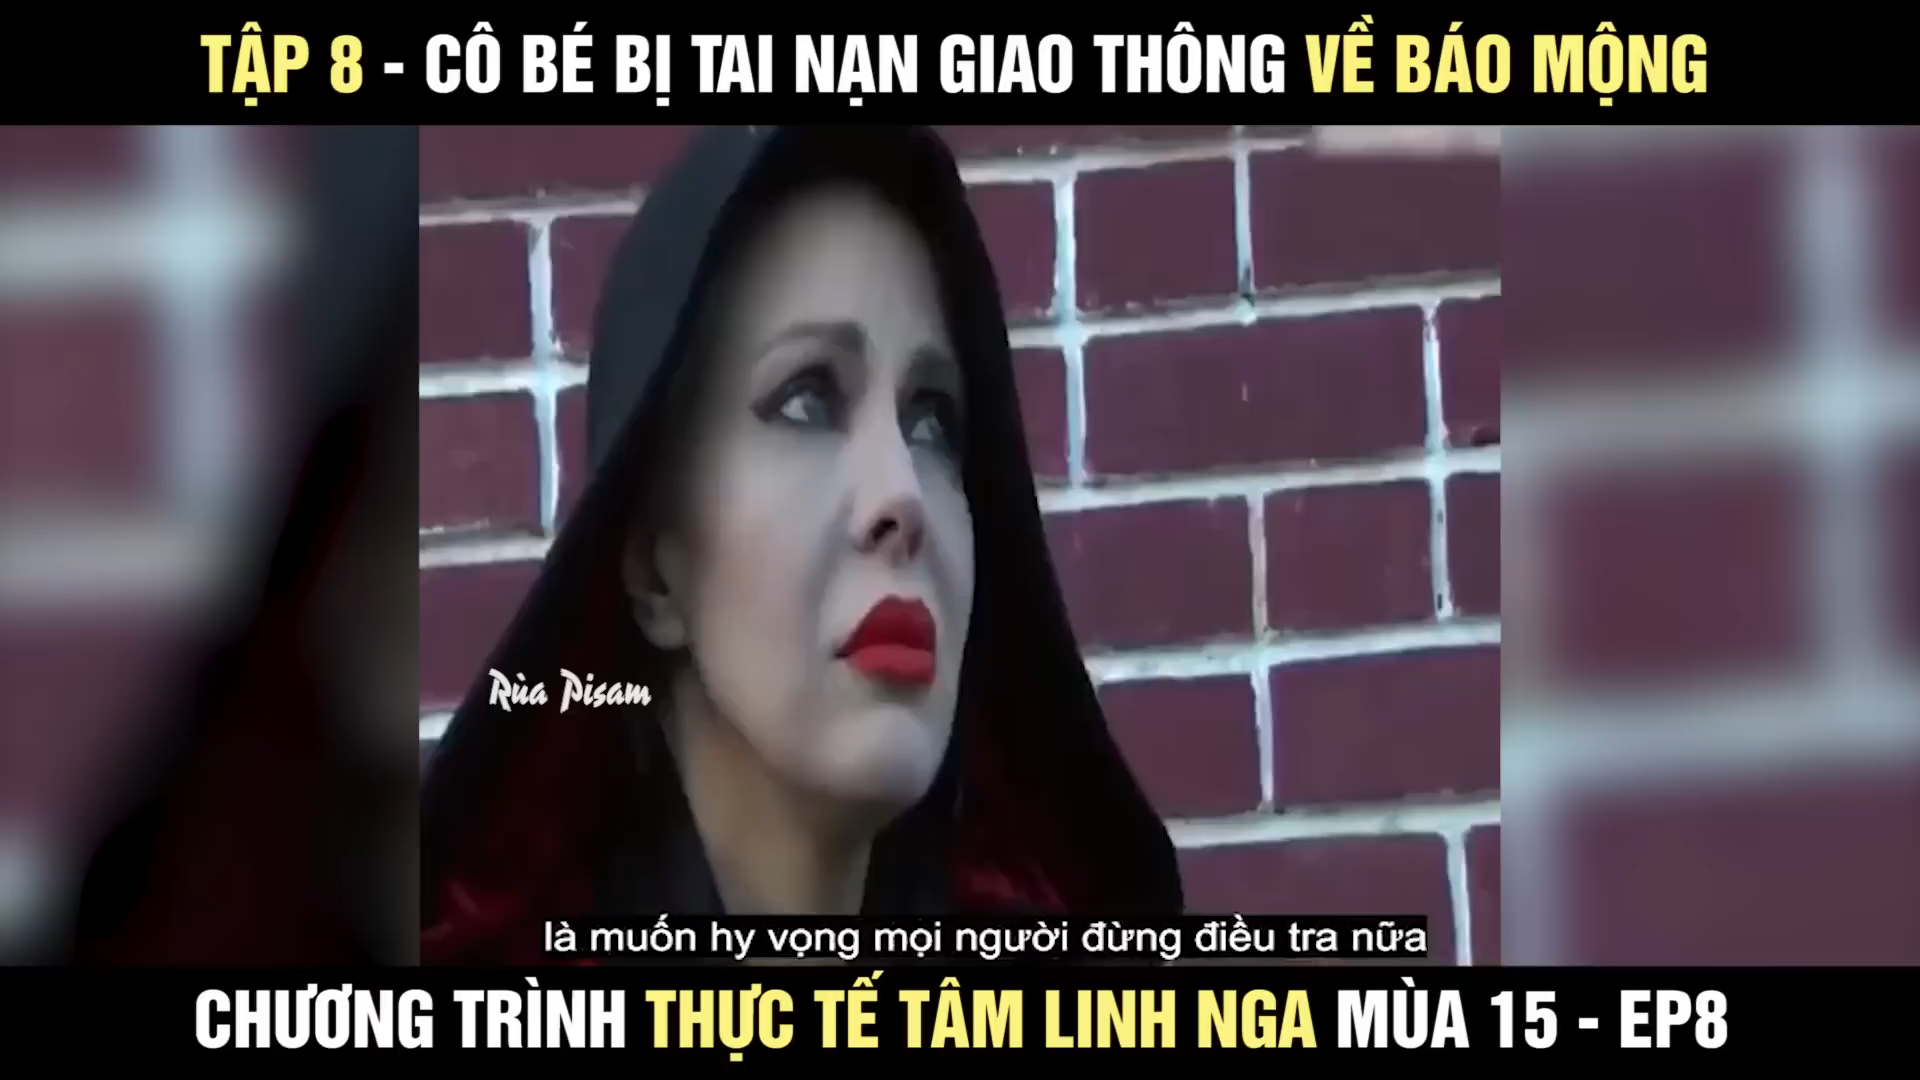 TẬP 8 - CÔ BÉ BỊ TAI NẠN GIAO THÔNG VỀ BÁO MỘNG
Rùa Pisam
là muốn hy vọng mọi người đừng điều tra nữa
CHƯƠNG TRÌNH THỰC TẾ TÂM LINH NGA MÙA 15 - EP8